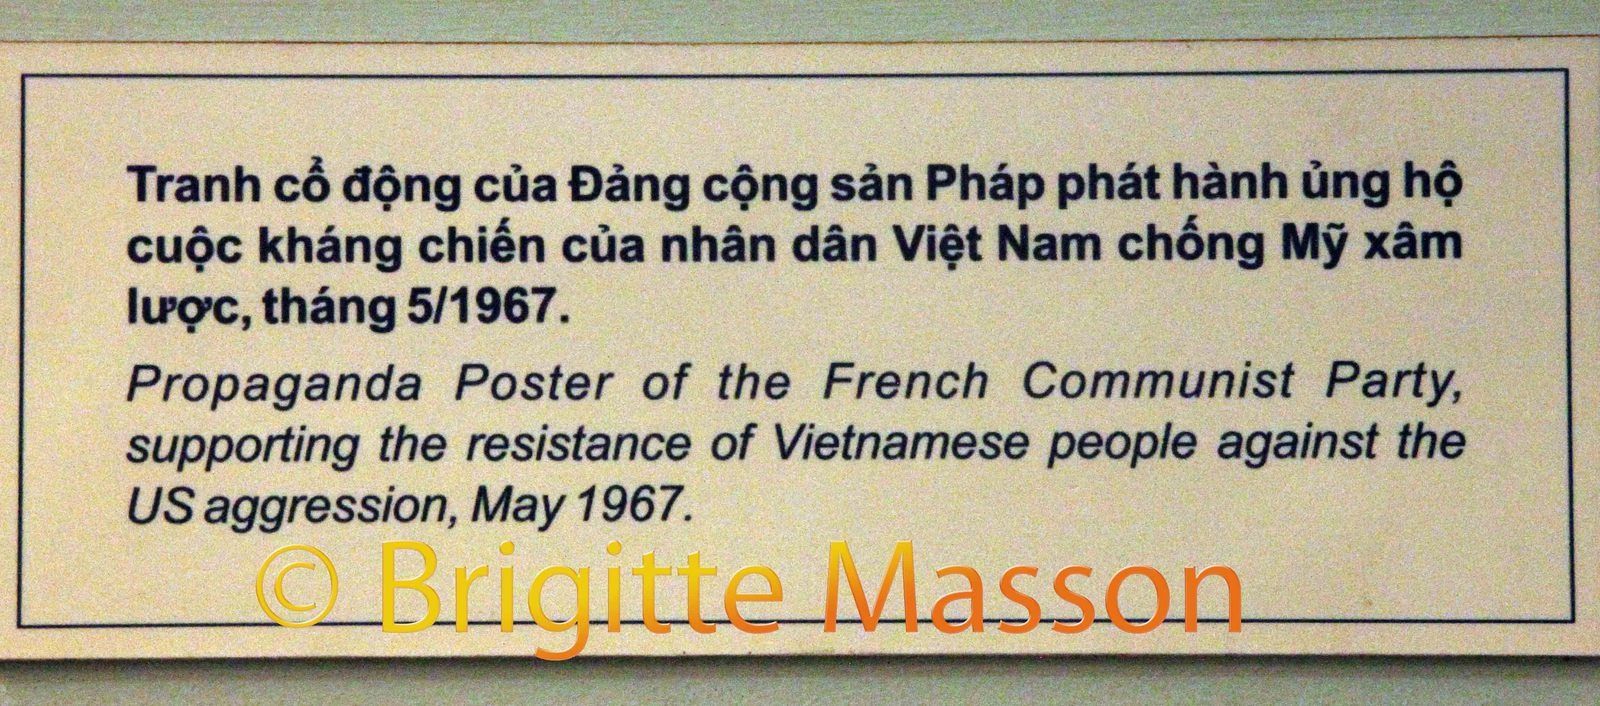 Tranh cổ động của Đảng cộng sản Pháp phát hành ủng hộ
cuộc kháng chiến của nhân dân Việt Nam chống Mỹ xâm
lược, tháng 5/1967.
Propaganda Poster of the French Communist Party,
supporting the resistance of Vietnamese people against the
US aggression, May 1967.
© Brigitte Masson